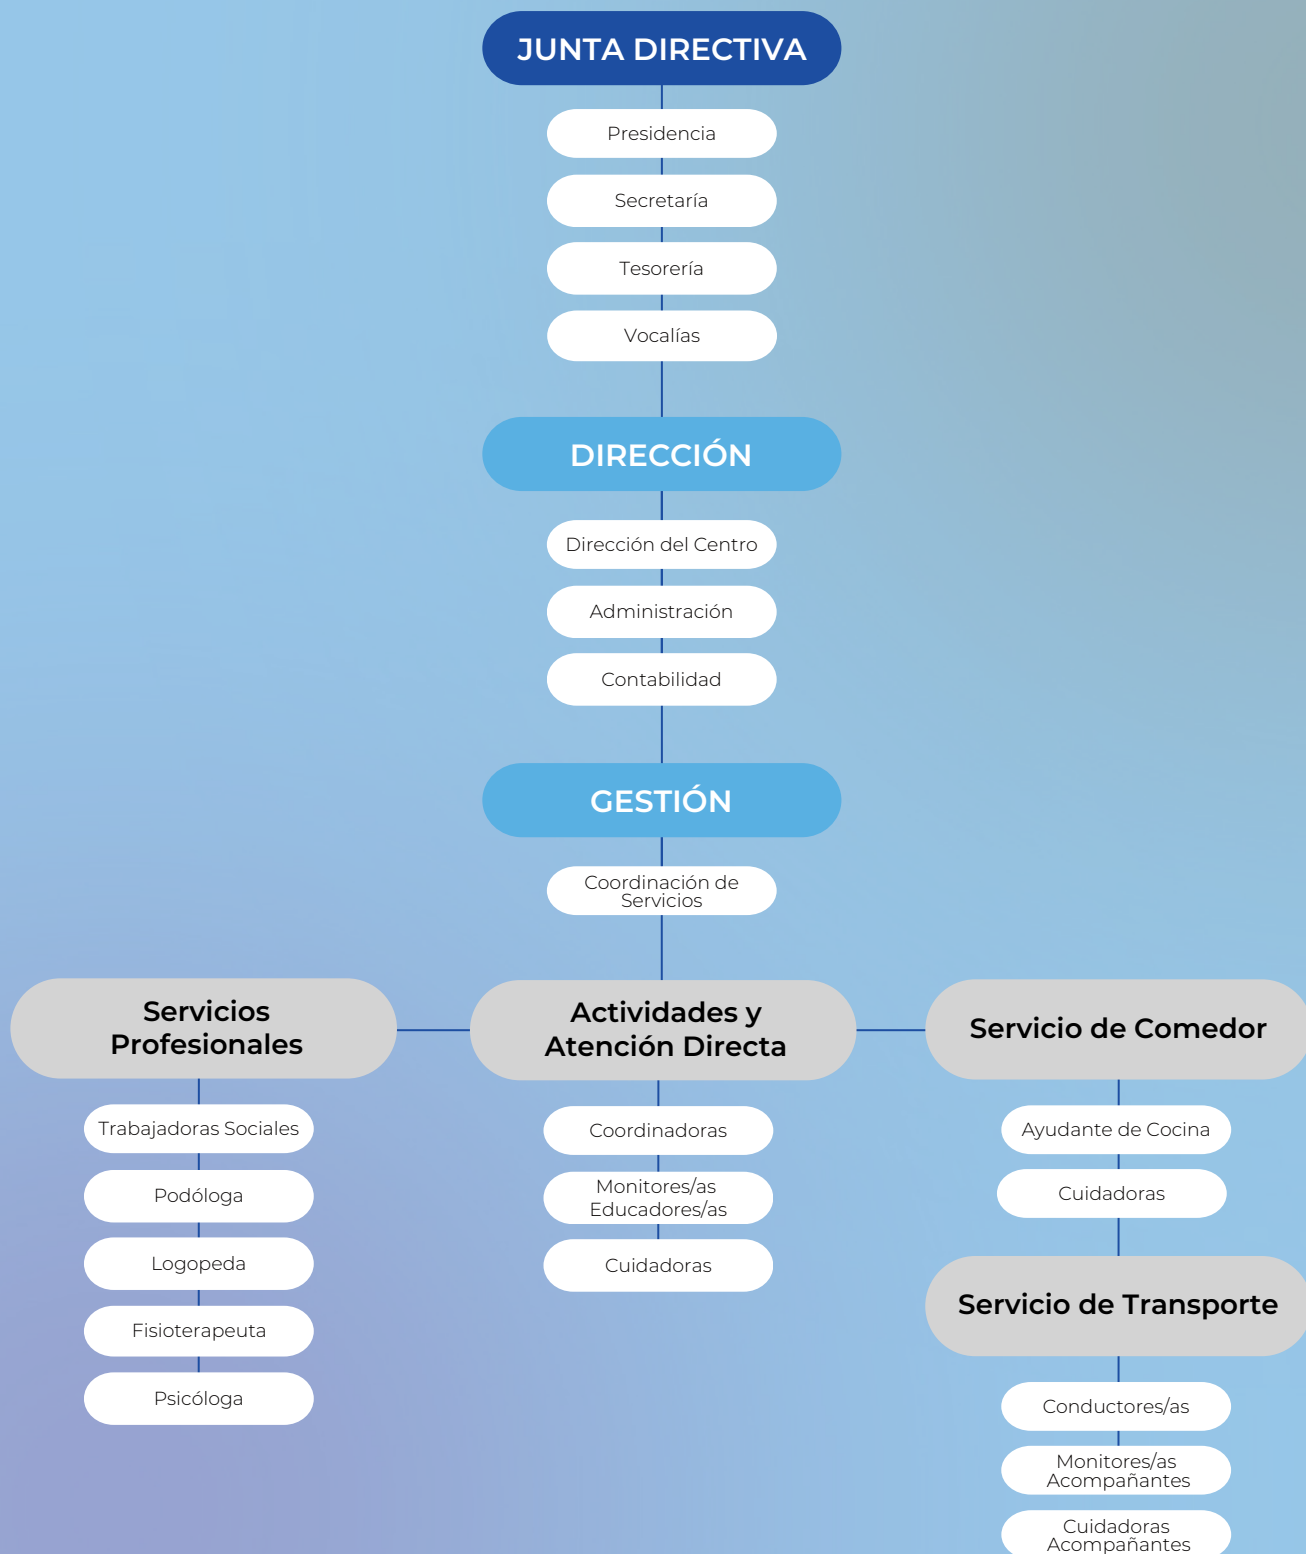 JUNTA DIRECTIVA
Presidencia
Secretaría
Tesorería
Vocalías
DIRECCIÓN
Dirección del Centro
Administración
Contabilidad
GESTIÓN
Coordinación de
Servicios
Servicios
Profesionales
Trabajadoras Sociales
Podóloga
Logopeda
Fisioterapeuta
Psicóloga
Actividades y
Atención Directa
Coordinadoras
Monitores/as
Educadores/as
Cuidadoras
Servicio de Comedor
Ayudante de Cocina
Cuidadoras
Servicio de Transporte
Conductores/as
Monitores/as
Acompañantes
Cuidadoras
Acompañantes